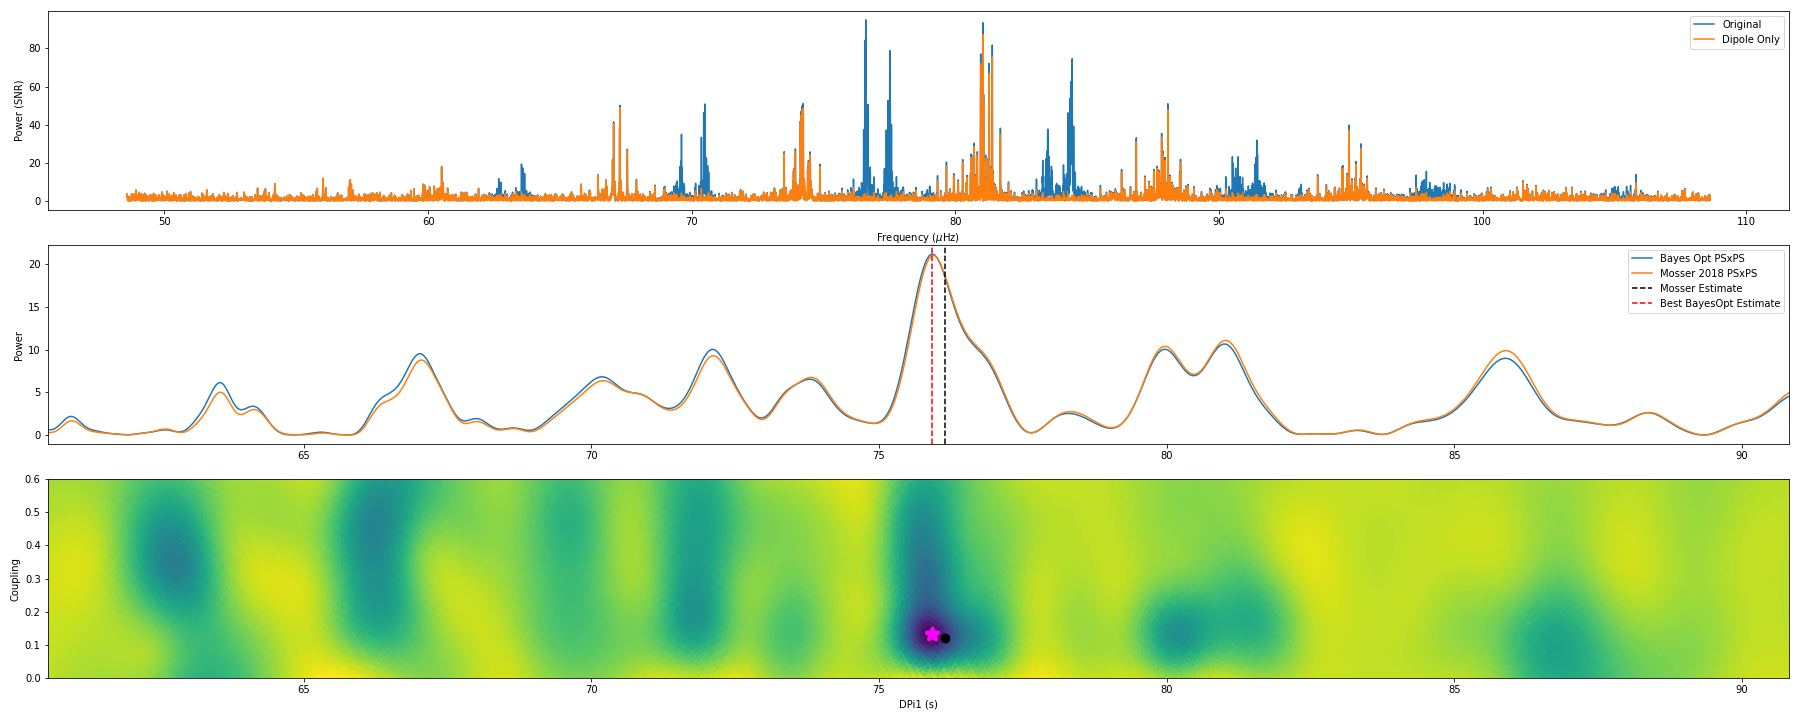 Power (SNR)
80
60
40
20
0
Original
Dipole Only
50 60 70 80 90 100 110
Frequency (μHz)
Power
20
15
10
5
0
Bayes Opt PSxPS
Mosser 2018 PSxPS
Mosser Estimate
Best BayesOpt Estimate
65 70 75 80 85 90
Coupling
0.6
0.5
0.4
0.3
0.2
0.1
0.0
65 70 75 80 85 90
DPi1 (s)